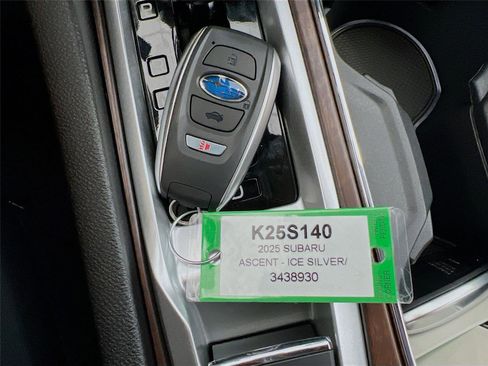 K25S140
2025 SUBARU
ASCENT - ICE SILVER/
3438930